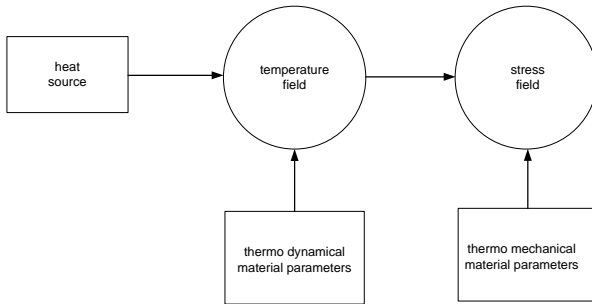 heat
source
temperature
field
stress
field
thermo dynamical
material parameters
thermo mechanical
material parameters